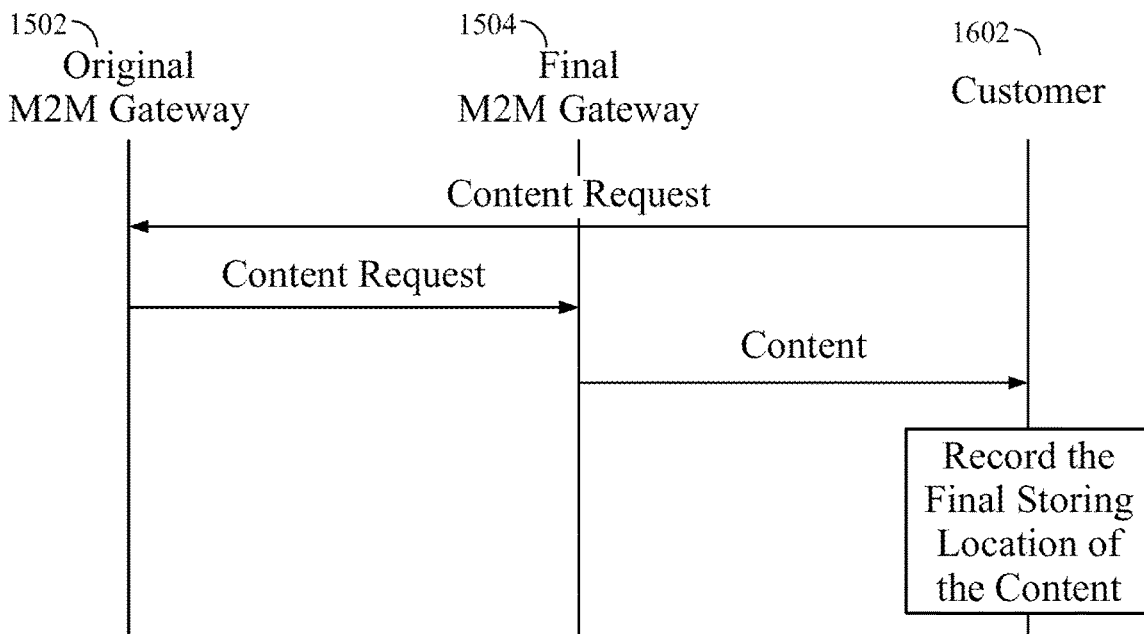 1502
Original
M2M Gateway
1504
Final
M2M Gateway
1602
Customer
Content Request
Content Request
Content
Record the
Final Storing
Location of
the Content